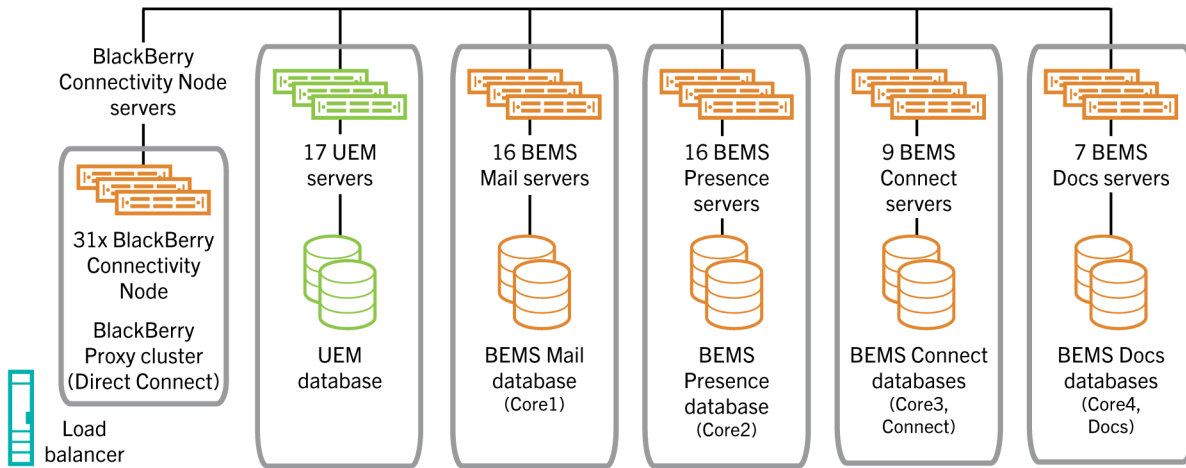 BlackBerry
Connectivity Node
servers
31x BlackBerry
Connectivity
Node
BlackBerry
Proxy cluster
(Direct Connect)
Load
balancer
17 UEM
servers
UEM
database
16 BEMS
Mail servers
BEMS Mail
database
(Core1)
16 BEMS
Presence
servers
BEMS
Presence
database
(Core2)
9 BEMS
Connect
servers
BEMS Connect
databases
(Core3,
Connect)
7 BEMS
Docs servers
BEMS Docs
databases
(Core4,
Docs)